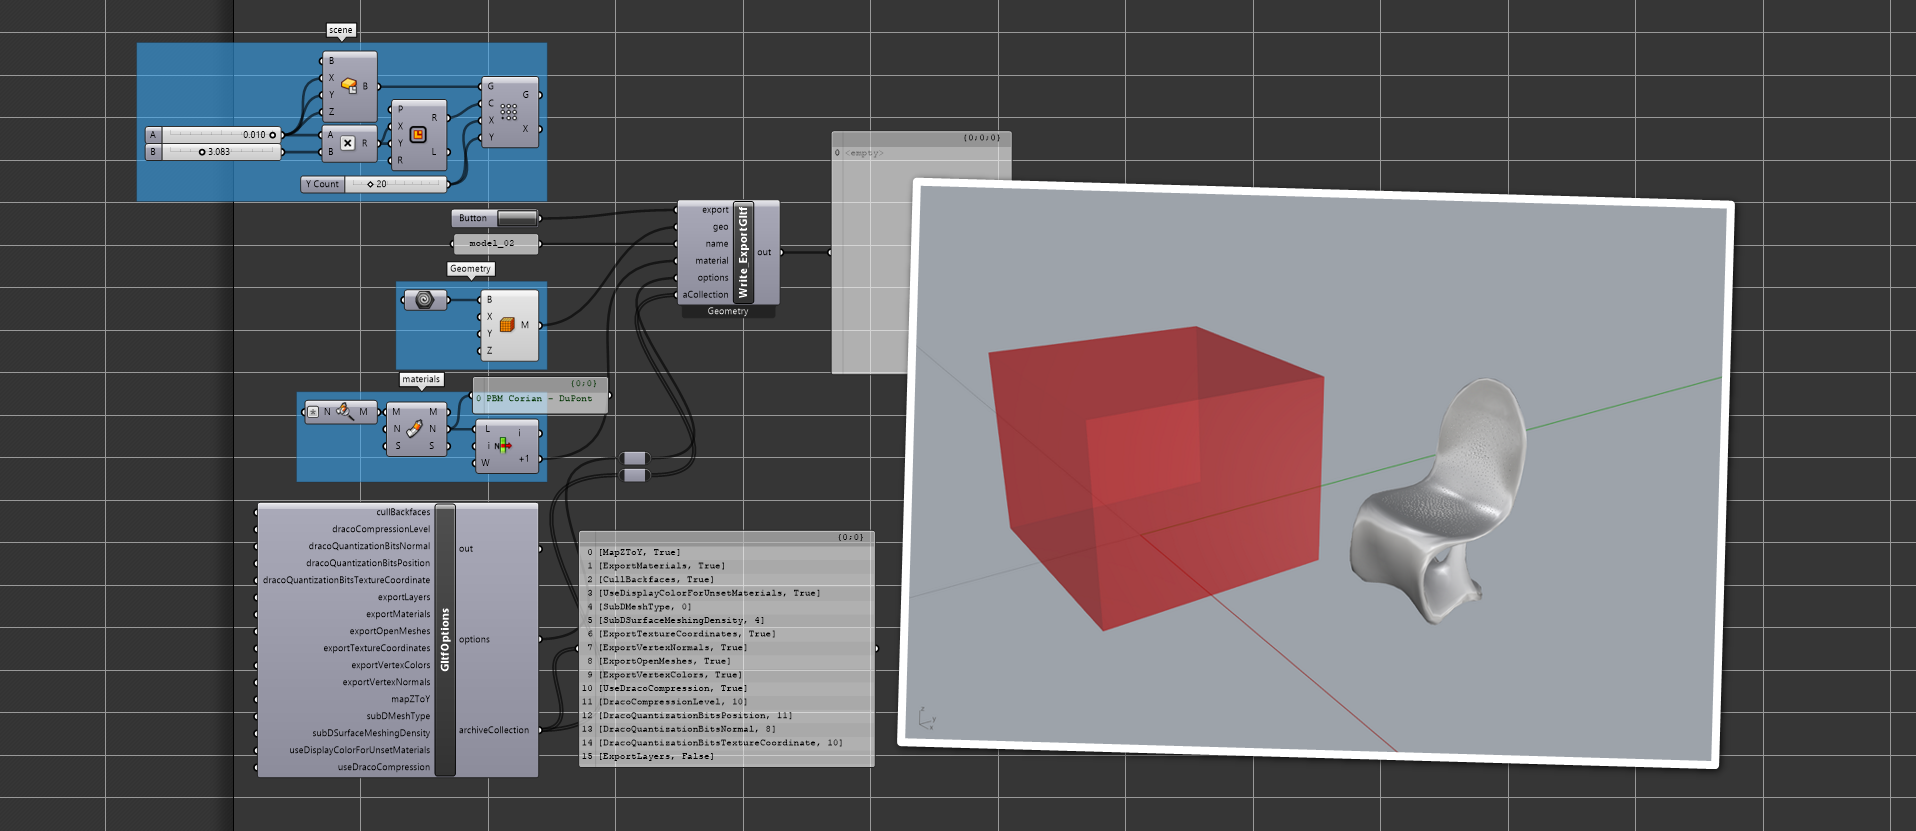 scene
B
X
Y
Z
B
A 0.010
B 3.083
A
B
R
P
X
Y
R
R
L
G
C
X
Y
G
X
Y Count 20
Button
model_02
export
geo
name
material
options
aCollection
Write_ExportGltf
out
Geometry
{0;0;0}
0 <empty>
Geometry
B
X
Y
Z
M
materials
N M
M
N
S
M
N
S
{0;0}
0 PBM Corian - DuPont
L
i
W
N
i
+1
cullBackfaces
dracoCompressionLevel
dracoQuantizationBitsNormal
dracoQuantizationBitsPosition
dracoQuantizationBitsTextureCoordinate
exportLayers
exportMaterials
exportOpenMeshes
exportTextureCoordinates
exportVertexColors
exportVertexNormals
mapZToY
subDMeshType
subDSurfaceMeshingDensity
useDisplayColorForUnsetMaterials
useDracoCompression
GltfOptions
out
options
archiveCollection
{0;0}
0 [MapZToY, True]
1 [ExportMaterials, True]
2 [CullBackfaces, True]
3 [UseDisplayColorForUnsetMaterials, True]
4 [SubDMeshType, 0]
5 [SubDSurfaceMeshingDensity, 4]
6 [ExportTextureCoordinates, True]
7 [ExportVertexNormals, True]
8 [ExportOpenMeshes, True]
9 [ExportVertexColors, True]
10 [UseDracoCompression, True]
11 [DracoCompressionLevel, 10]
12 [DracoQuantizationBitsPosition, 11]
13 [DracoQuantizationBitsNormal, 8]
14 [DracoQuantizationBitsTextureCoordinate, 10]
15 [ExportLayers, False]
z
y
x